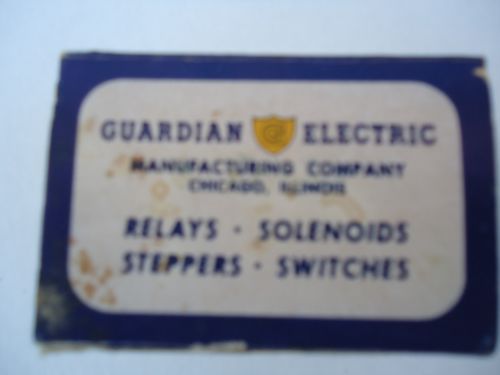 GUARDIAN ELECTRIC
MANUFACTURING COMPANY
CHICAGO, ILLINOIS
RELAYS · SOLENOIDS
STEPPERS · SWITCHES